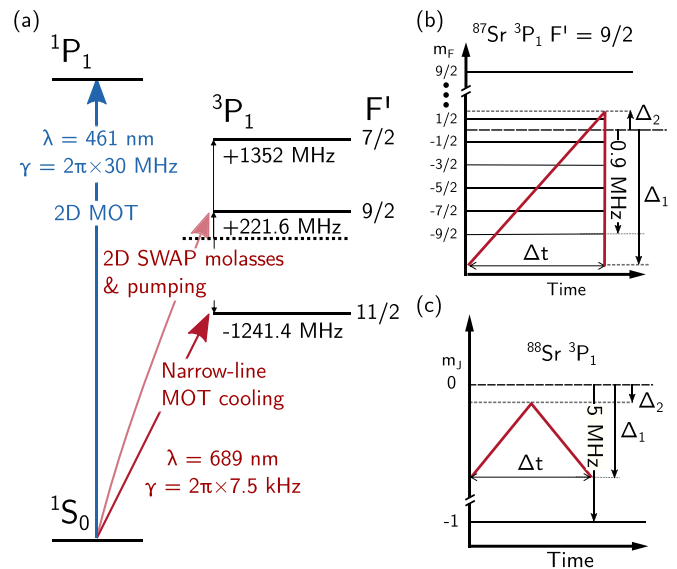 (a)
¹P₁
λ = 461 nm
γ = 2π×30 MHz
2D MOT
³P₁
F'
7/2
+1352 MHz
9/2
+221.6 MHz
2D SWAP molasses
& pumping
11/2
-1241.4 MHz
Narrow-line
MOT cooling
λ = 689 nm
γ = 2π×7.5 kHz
¹S₀
(b)
⁸⁷Sr ³P₁ F' = 9/2
m_F
9/2
1/2
-1/2
-3/2
-5/2
-7/2
-9/2
Δ₂
0.9 MHz
Δ₁
Δt
Time
(c)
⁸⁸Sr ³P₁
m_J
0
Δ₂
5 MHz
Δ₁
Δt
-1
Time